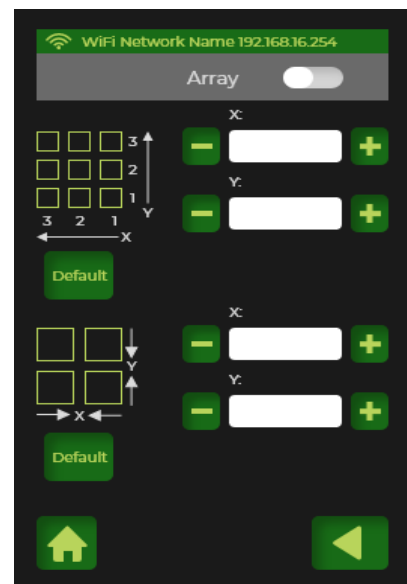 WiFi Network Name 192.168.16.254
Array
X:
3
2
1
Y
3 2 1
X
Y:
Default
X:
Y
X
Y:
Default